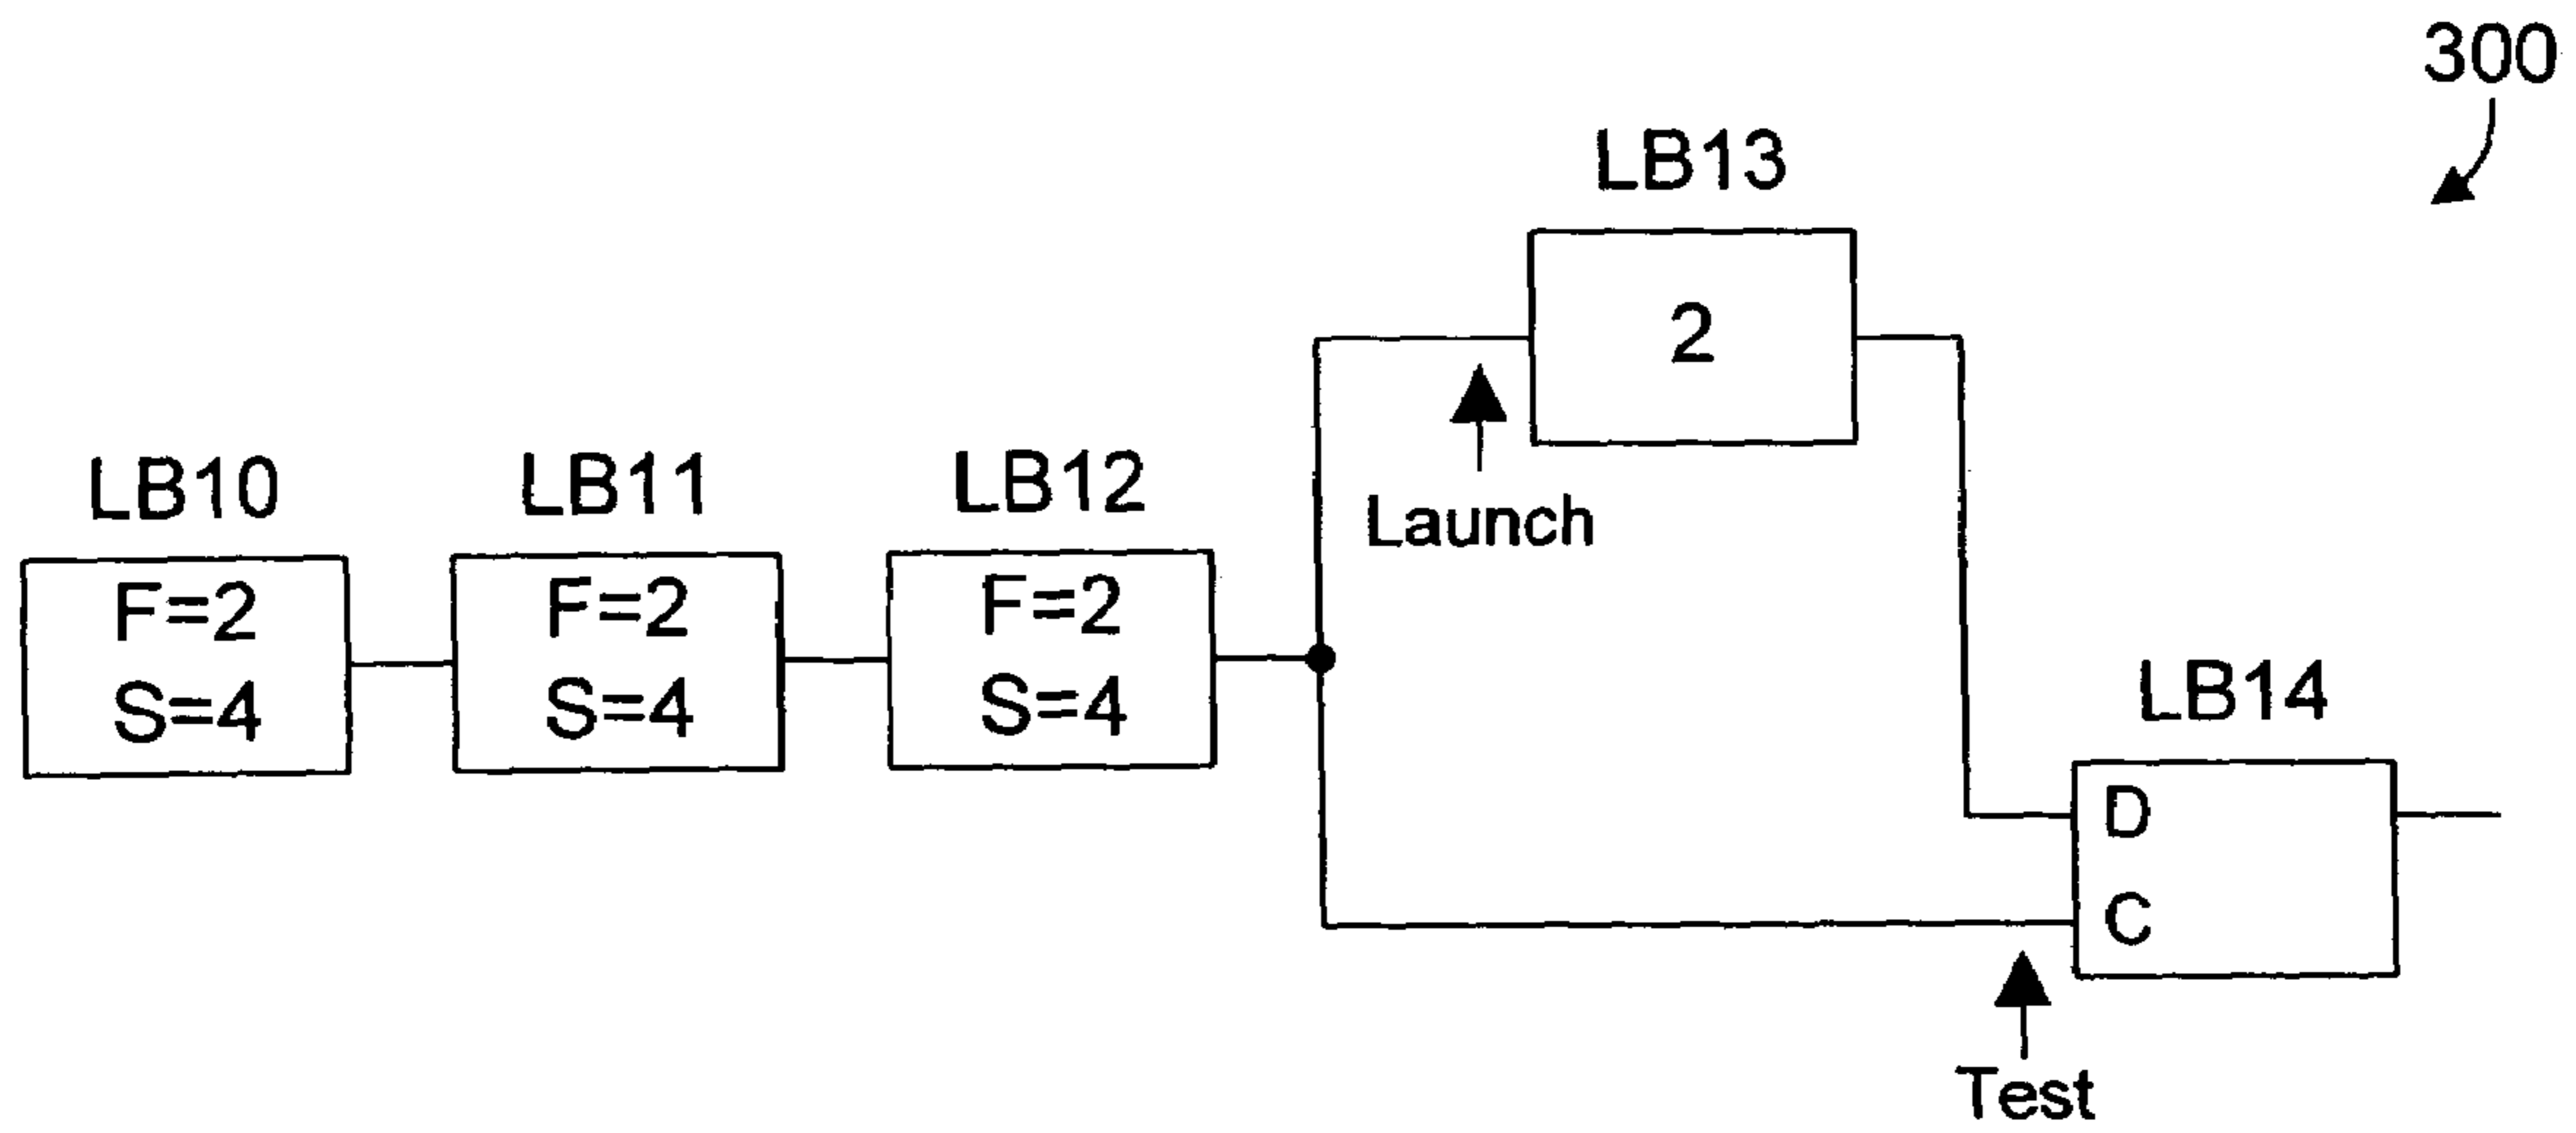 300
LB13
2
Launch
LB10
F=2
S=4
LB11
F=2
S=4
LB12
F=2
S=4
LB14
D
C
Test